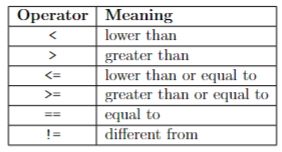 Operator Meaning
< lower than
> greater than
<= lower than or equal to
>= greater than or equal to
== equal to
!= different from